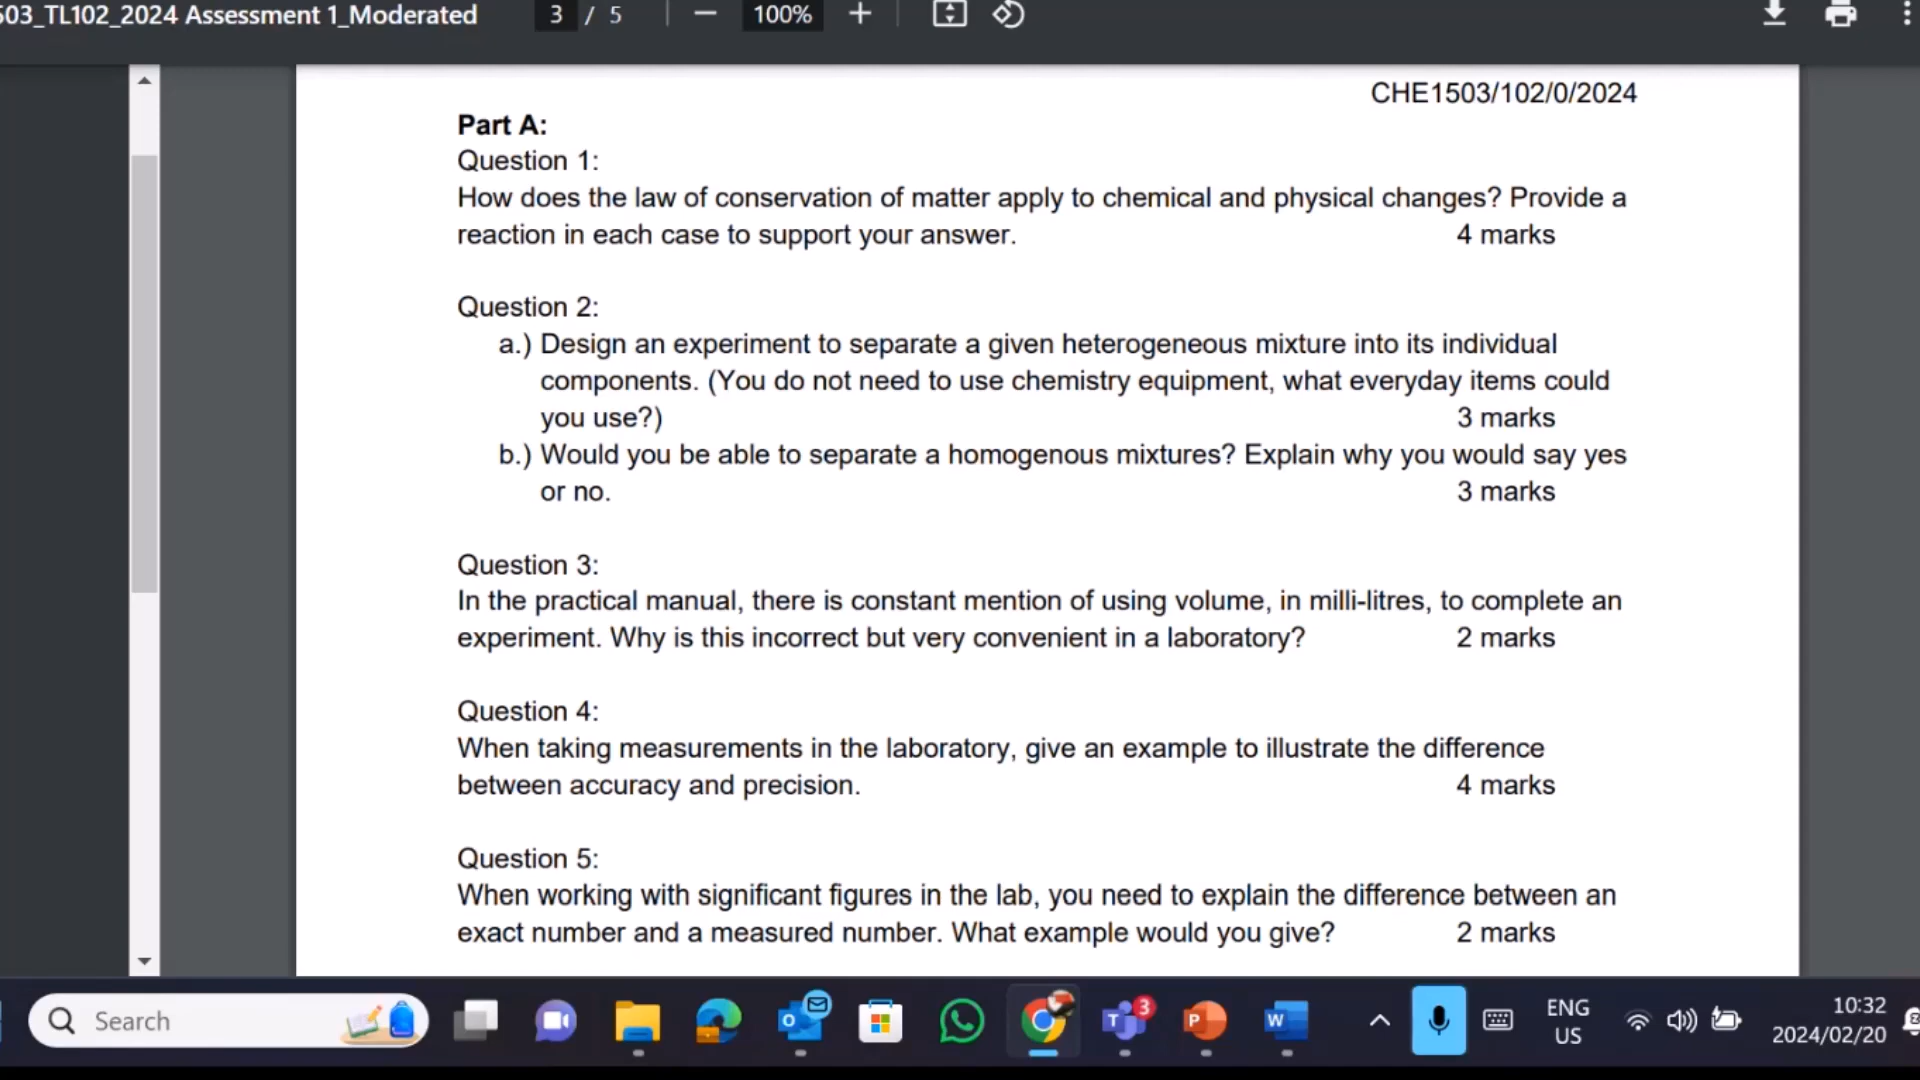 503_TL102_2024 Assessment 1_Moderated 3 / 5 100%
CHE1503/102/0/2024
Part A:
Question 1:
How does the law of conservation of matter apply to chemical and physical changes? Provide a
reaction in each case to support your answer. 4 marks
Question 2:
a.) Design an experiment to separate a given heterogeneous mixture into its individual
components. (You do not need to use chemistry equipment, what everyday items could
you use?) 3 marks
b.) Would you be able to separate a homogenous mixtures? Explain why you would say yes
or no. 3 marks
Question 3:
In the practical manual, there is constant mention of using volume, in milli-litres, to complete an
experiment. Why is this incorrect but very convenient in a laboratory? 2 marks
Question 4:
When taking measurements in the laboratory, give an example to illustrate the difference
between accuracy and precision. 4 marks
Question 5:
When working with significant figures in the lab, you need to explain the difference between an
exact number and a measured number. What example would you give? 2 marks
Search
3
ENG
US
10:32
2024/02/20